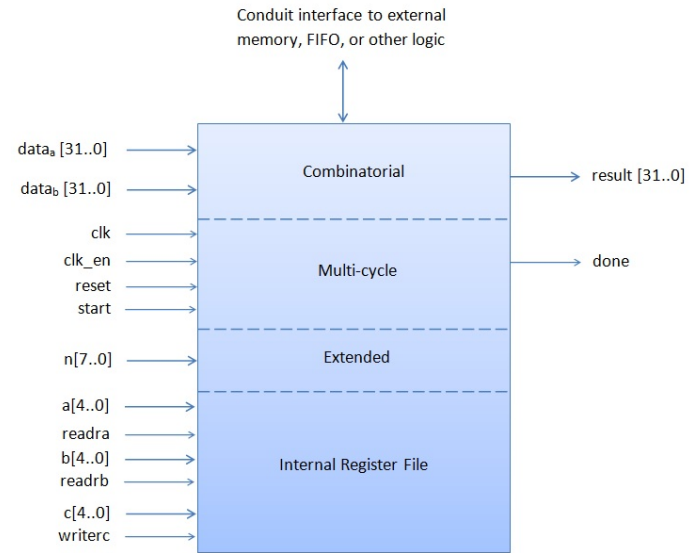 Conduit interface to external
memory, FIFO, or other logic
dataₐ [31..0]
Combinatorial
result [31..0]
data_b [31..0]
clk
clk_en
Multi-cycle
done
reset
start
n[7..0]
Extended
a[4..0]
readra
b[4..0]
Internal Register File
readrb
c[4..0]
writerc